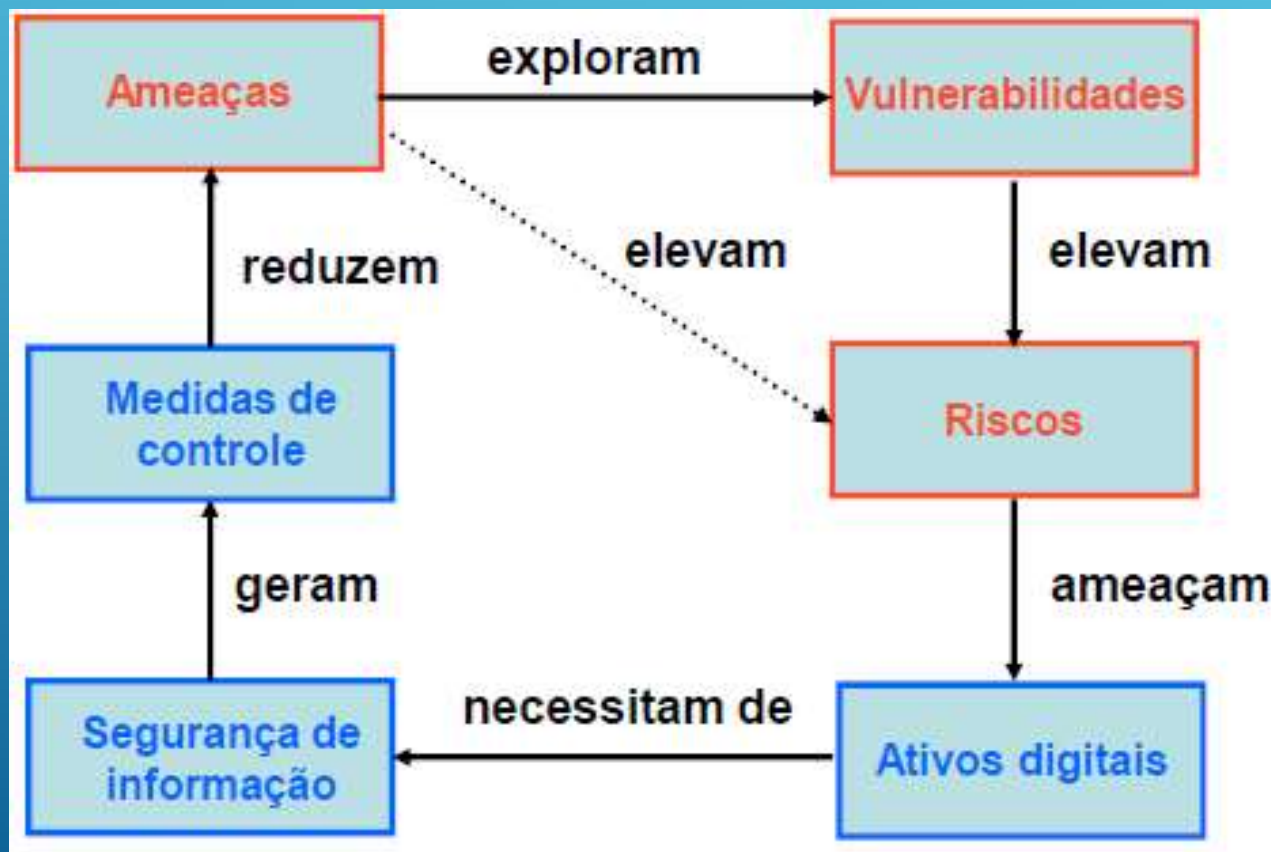 exploram
Ameaças
Vulnerabilidades
elevam
elevam
reduzem
Medidas de
controle
Riscos
geram
ameaçam
necessitam de
Segurança de
informação
Ativos digitais